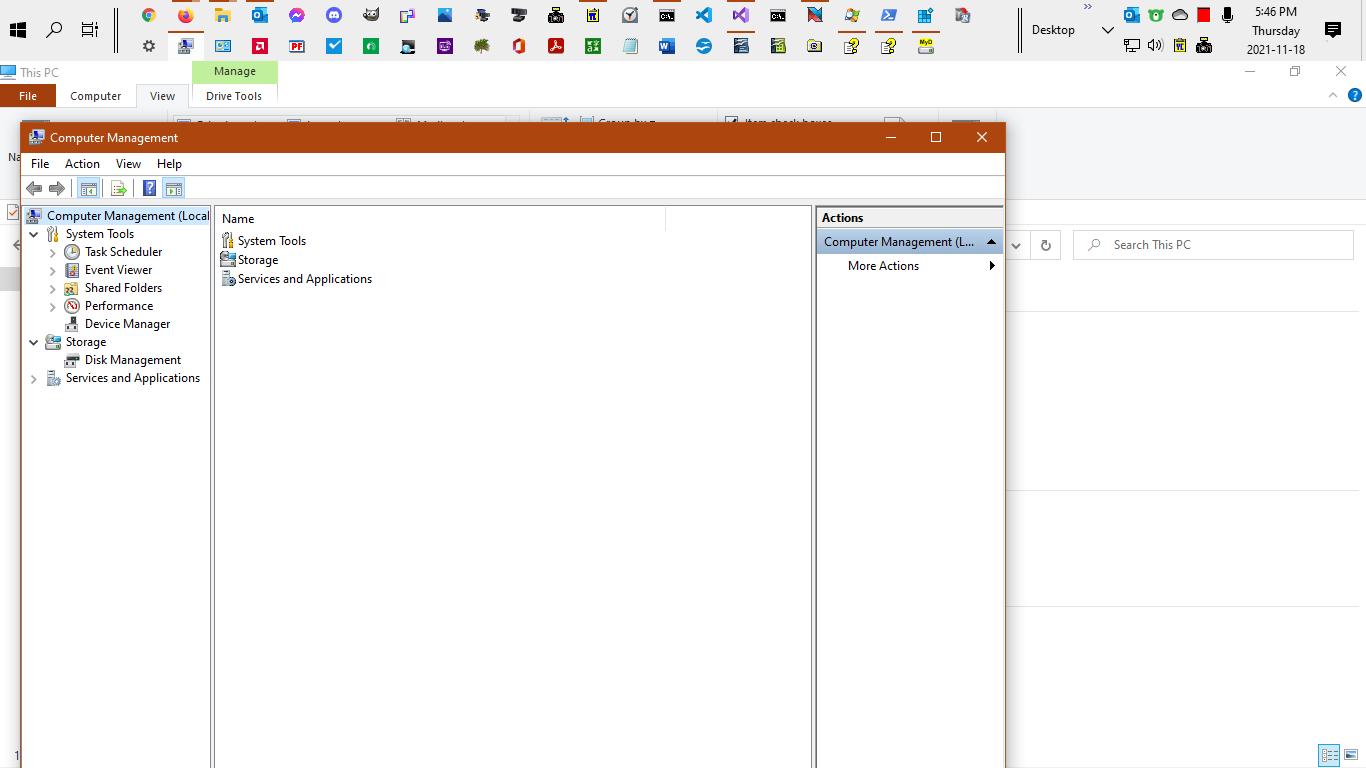 5:46 PM
Desktop
Thursday
2021-11-18
This PC
Manage
File
Computer
View
Drive Tools
Computer Management
File
Action
View
Help
Computer Management (Local
System Tools
Task Scheduler
Event Viewer
Shared Folders
Performance
Device Manager
Storage
Disk Management
Services and Applications
Name
System Tools
Storage
Services and Applications
Actions
Computer Management (L...
More Actions
Search This PC